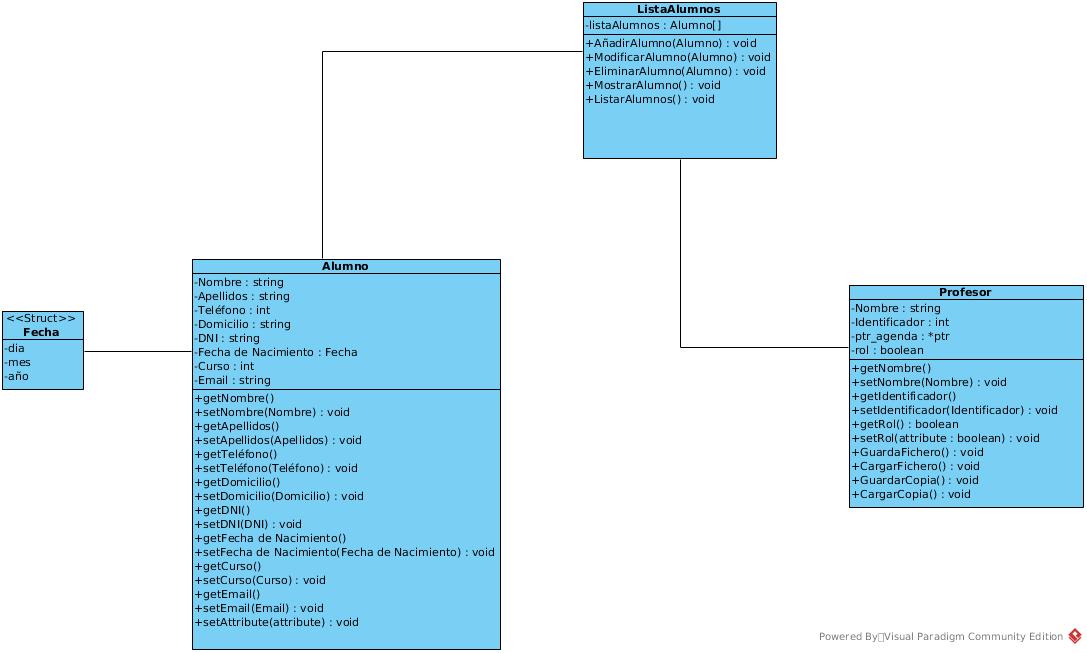 ListaAlumnos
-listaAlumnos : Alumno[]
+AñadirAlumno(Alumno) : void
+ModificarAlumno(Alumno) : void
+EliminarAlumno(Alumno) : void
+MostrarAlumno() : void
+ListarAlumnos() : void
<<Struct>>
Fecha
-dia
-mes
-año
Alumno
-Nombre : string
-Apellidos : string
-Teléfono : int
-Domicilio : string
-DNI : string
-Fecha de Nacimiento : Fecha
-Curso : int
-Email : string
+getNombre()
+setNombre(Nombre) : void
+getApellidos()
+setApellidos(Apellidos) : void
+getTeléfono()
+setTeléfono(Teléfono) : void
+getDomicilio()
+setDomicilio(Domicilio) : void
+getDNI()
+setDNI(DNI) : void
+getFecha de Nacimiento()
+setFecha de Nacimiento(Fecha de Nacimiento) : void
+getCurso()
+setCurso(Curso) : void
+getEmail()
+setEmail(Email) : void
+setAttribute(attribute) : void
Profesor
-Nombre : string
-Identificador : int
-ptr_agenda : *ptr
-rol : boolean
+getNombre()
+setNombre(Nombre) : void
+getIdentificador()
+setIdentificador(Identificador) : void
+getRol() : boolean
+setRol(attribute : boolean) : void
+GuardaFichero() : void
+CargarFichero() : void
+GuardarCopia() : void
+CargarCopia() : void
Powered By Visual Paradigm Community Edition